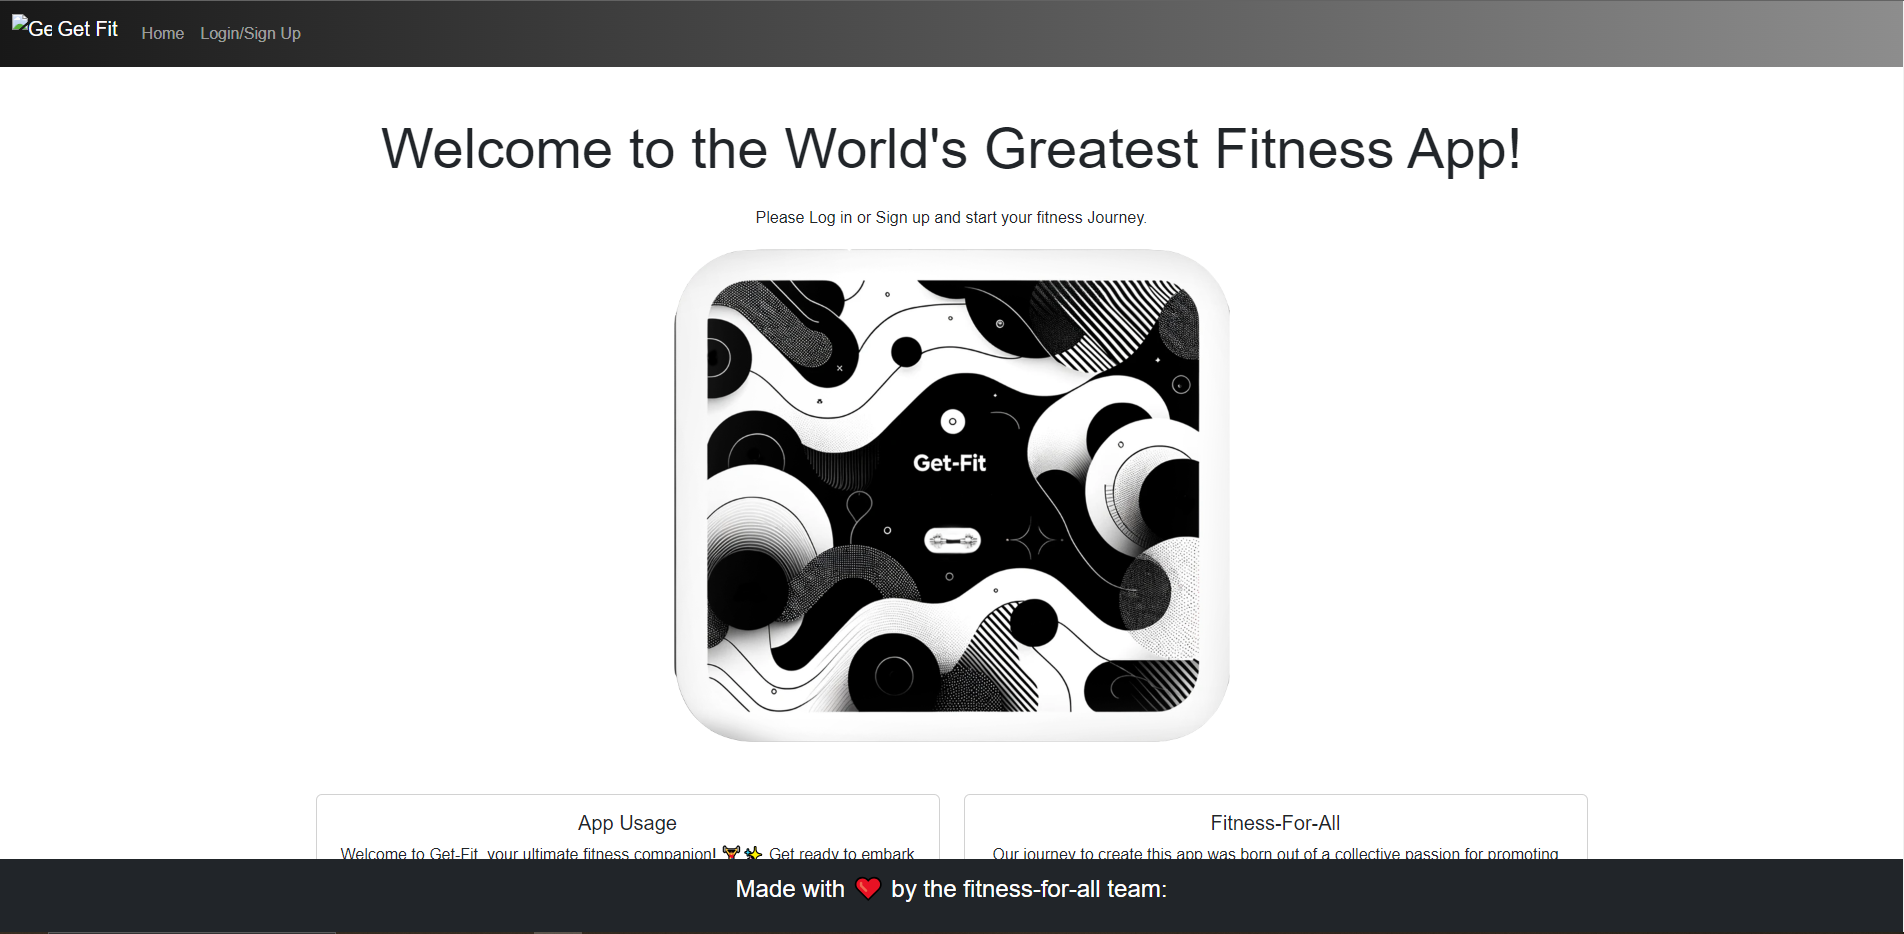 Ge Get Fit Home Login/Sign Up
Welcome to the World's Greatest Fitness App!
Please Log in or Sign up and start your fitness Journey.
Get-Fit
App Usage
Welcome to Get-Fit, your ultimate fitness companion! 🏋️✨ Get ready to embark
Fitness-For-All
Our journey to create this app was born out of a collective passion for promoting
Made with ❤️ by the fitness-for-all team: